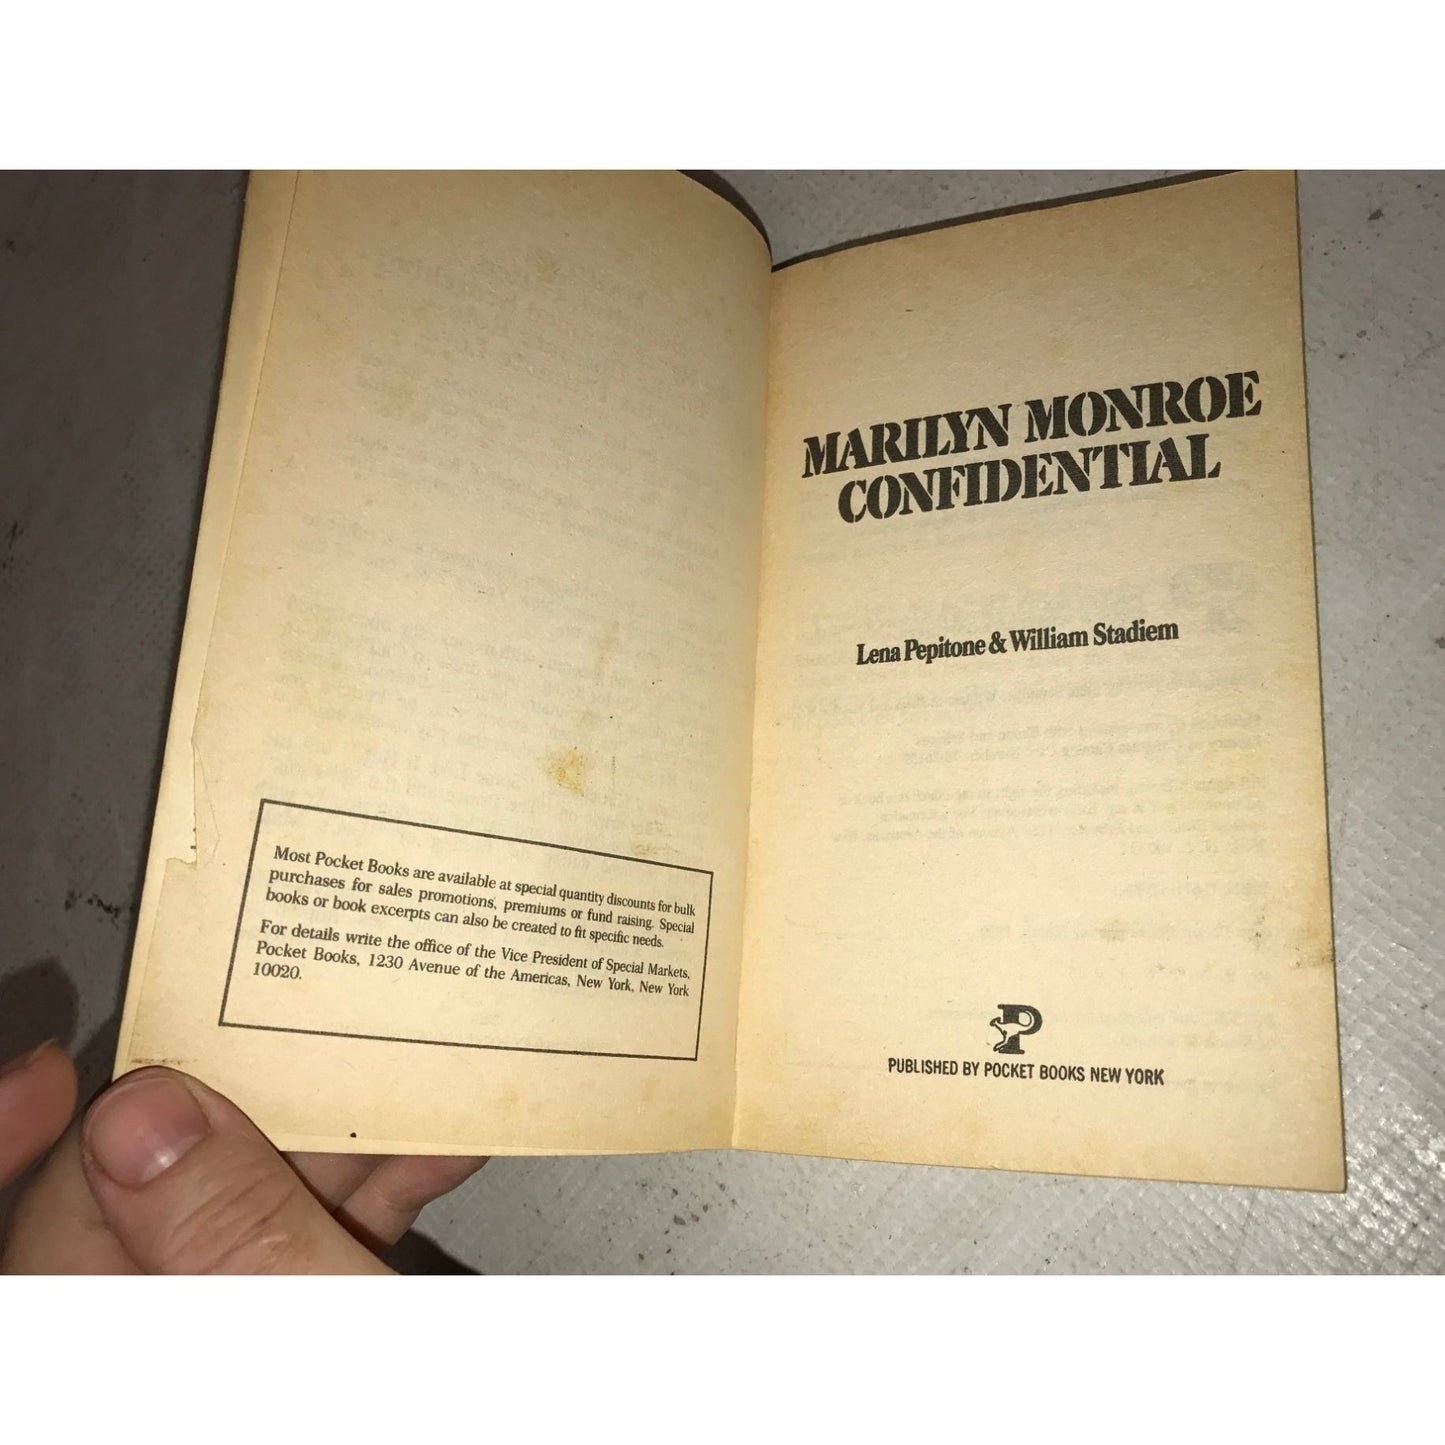 Most Pocket Books are available at special quantity discounts for bulk
purchases for sales promotions, premiums or fund raising. Special
books or book excerpts can also be created to fit specific needs.
For details write the office of the Vice President of Special Markets,
Pocket Books, 1230 Avenue of the Americas, New York, New York
10020.
MARILYN MONROE
CONFIDENTIAL
Lena Pepitone & William Stadiem
P
PUBLISHED BY POCKET BOOKS NEW YORK